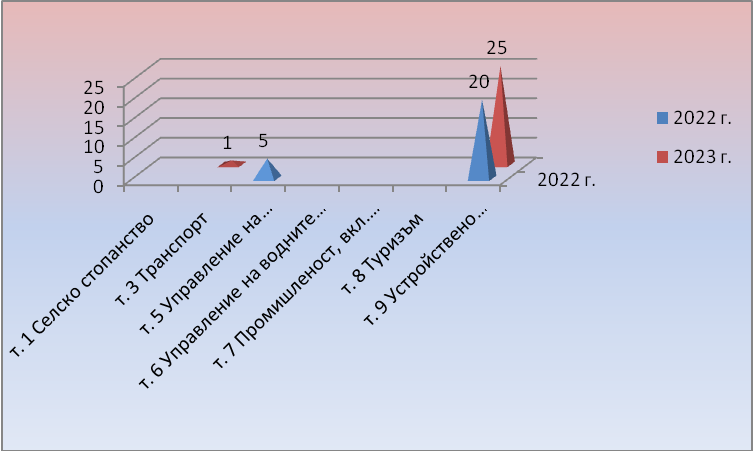 25
20
15
10
5
0
1
5
20
25
т. 1 Селско стопанство
т. 3 Транспорт
т. 5 Управление на...
т. 6 Управление на водните...
т. 7 Промишленост, вкл....
т. 8 Туризъм
т. 9 Устройствено...
2022 г.
2022 г.
2023 г.